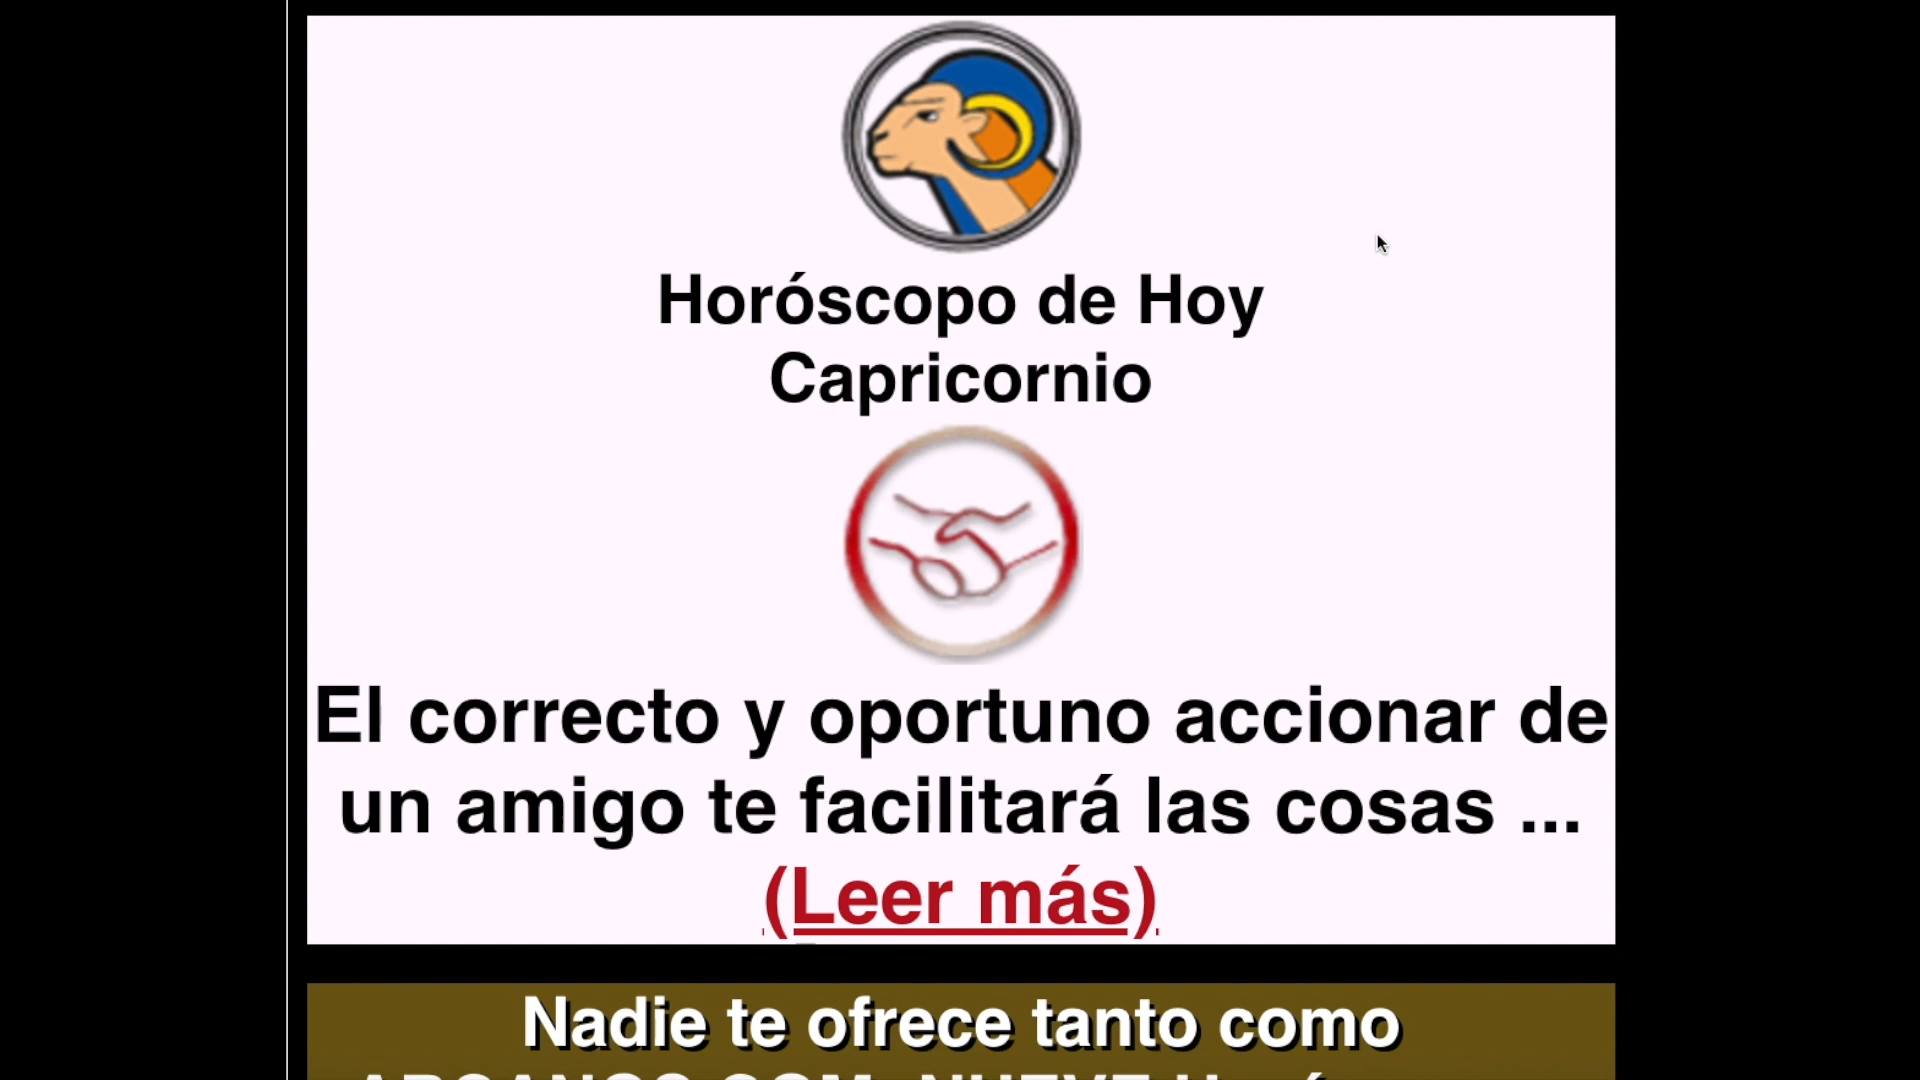 Horóscopo de Hoy
Capricornio
El correcto y oportuno accionar de
un amigo te facilitará las cosas ...
(Leer más)
Nadie te ofrece tanto como